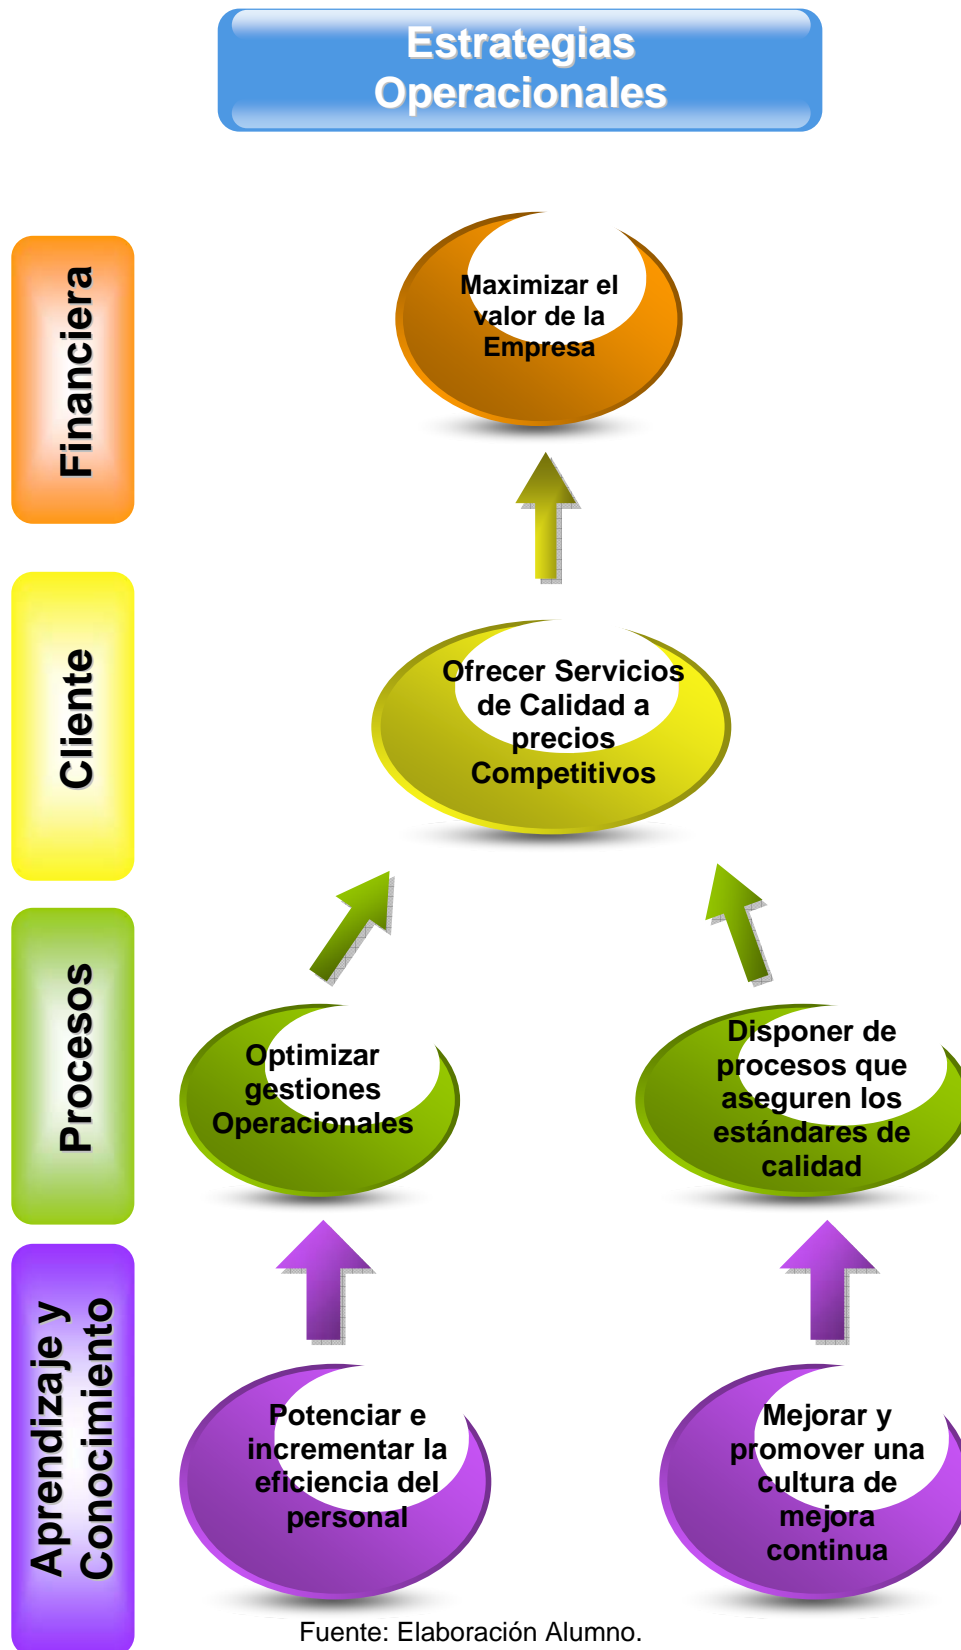 Estrategias
Operacionales
Financiera
Maximizar el
valor de la
Empresa
Cliente
Ofrecer Servicios
de Calidad a
precios
Competitivos
Procesos
Optimizar
gestiones
Operacionales
Disponer de
procesos que
aseguren los
estándares de
calidad
Aprendizaje y
Conocimiento
Potenciar e
incrementar la
eficiencia del
personal
Mejorar y
promover una
cultura de
mejora
continua
Fuente: Elaboración Alumno.